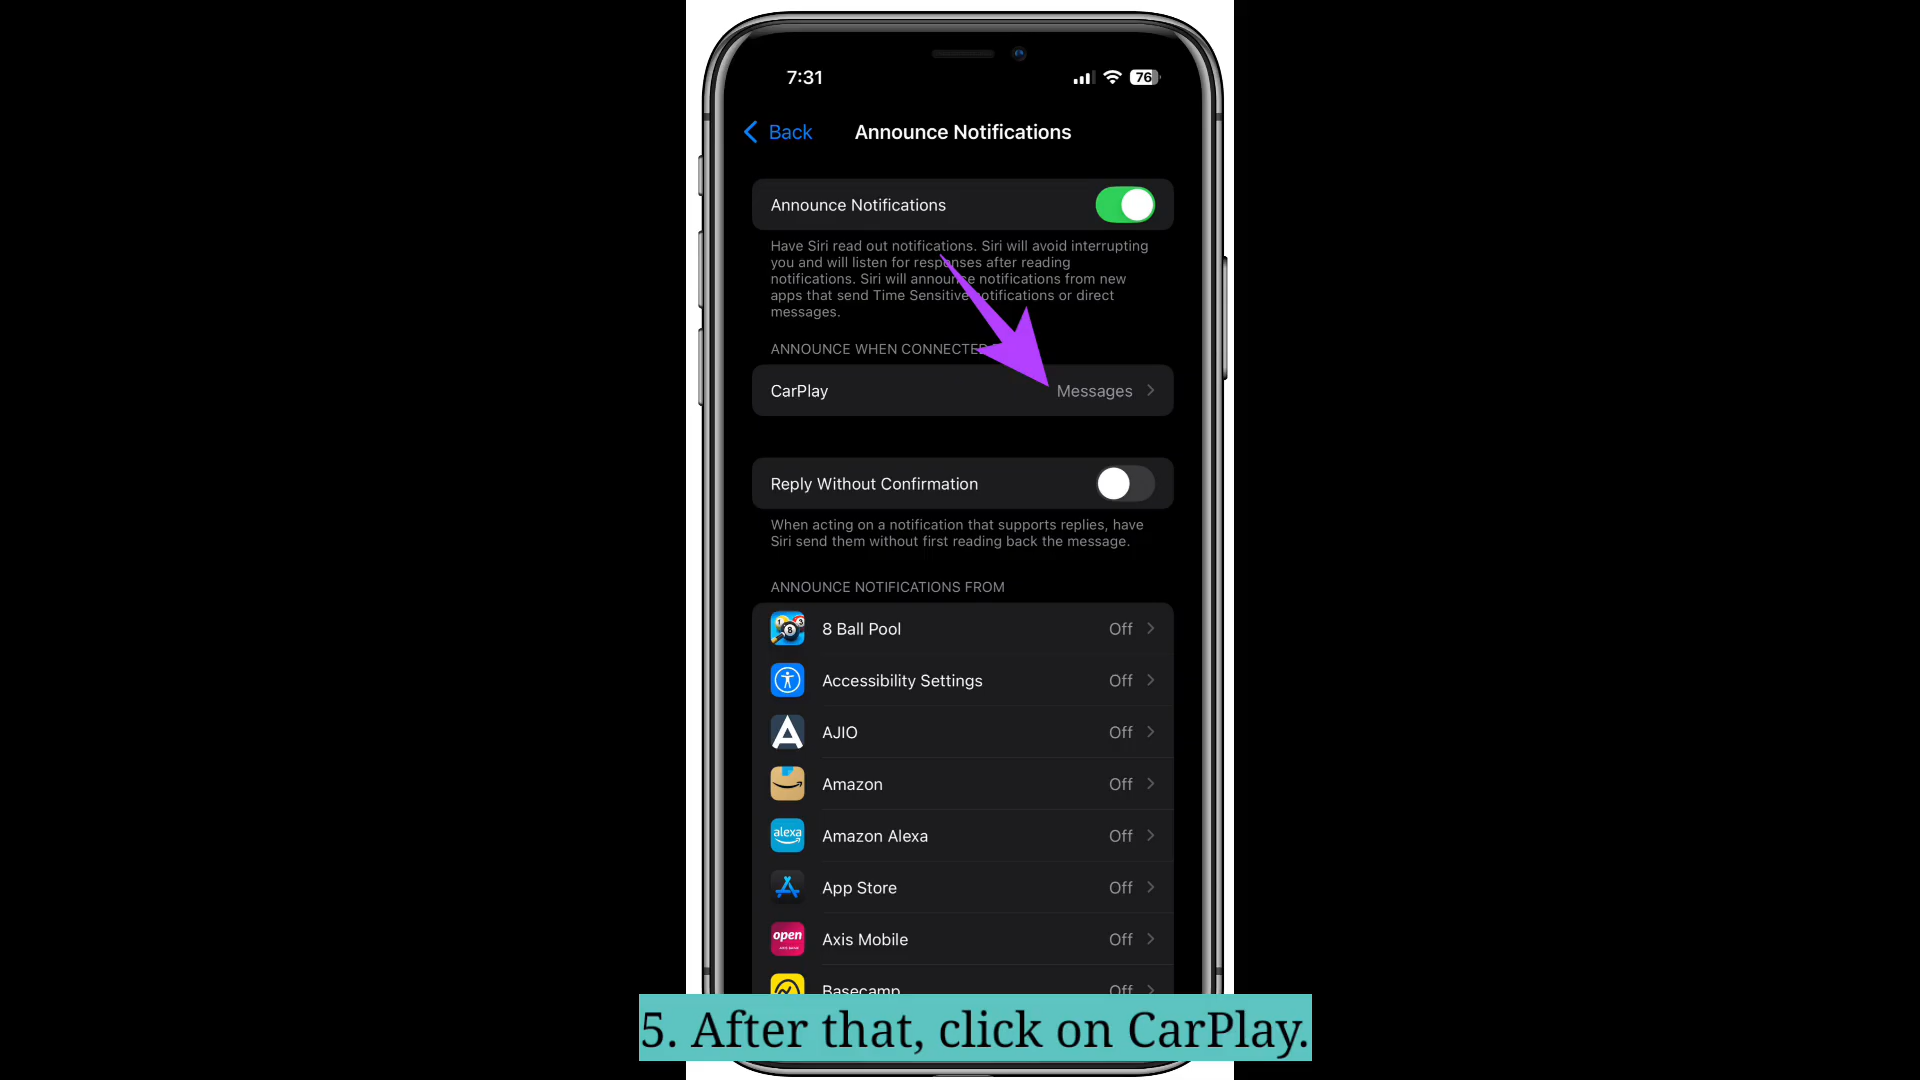 7:31
76
Back
Announce Notifications
Announce Notifications
Have Siri read out notifications. Siri will avoid interrupting
you and will listen for responses after reading
notifications. Siri will announce notifications from new
apps that send Time Sensitive notifications or direct
messages.
ANNOUNCE WHEN CONNECTED
CarPlay Messages
Reply Without Confirmation
When acting on a notification that supports replies, have
Siri send them without first reading back the message.
ANNOUNCE NOTIFICATIONS FROM
8 Ball Pool Off
Accessibility Settings Off
AJIO Off
Amazon Off
alexa Amazon Alexa Off
App Store Off
open Axis Mobile Off
Basecamp Off
5. After that, click on CarPlay.